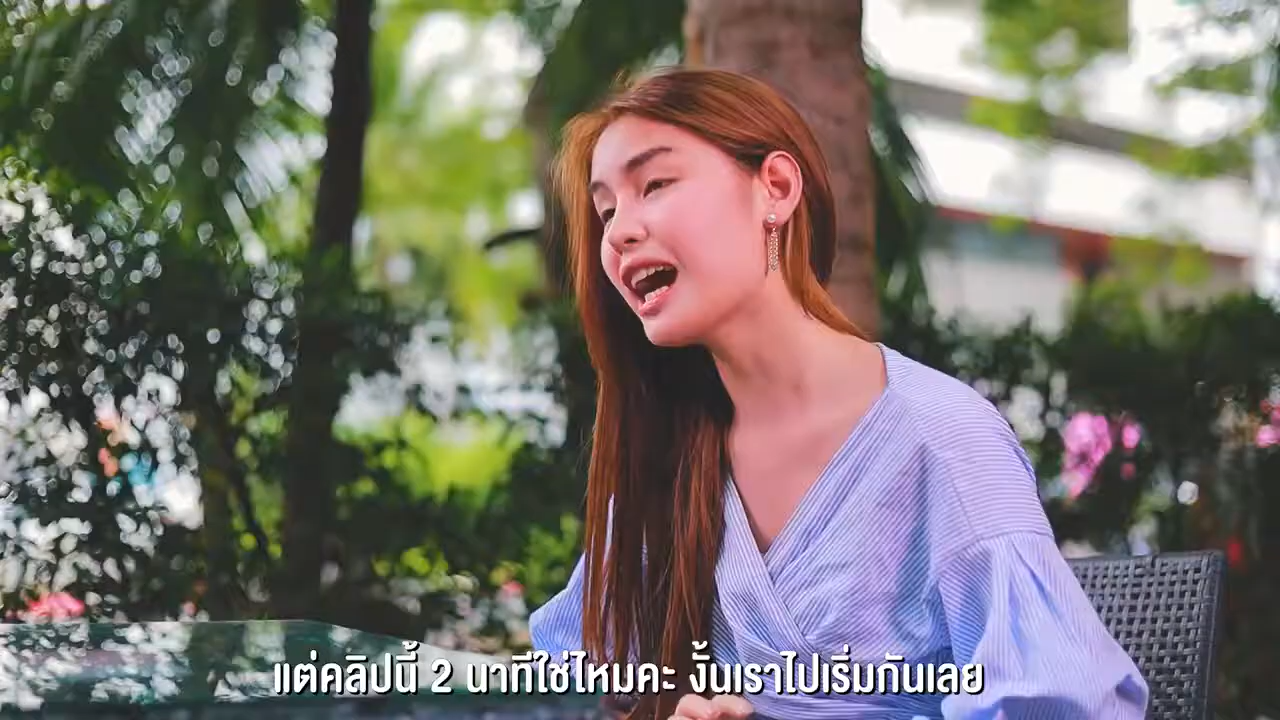 แต่คลิปนี้ 2 นาทีใช่ไหมคะ งั้นเราไปเริ่มกันเลย